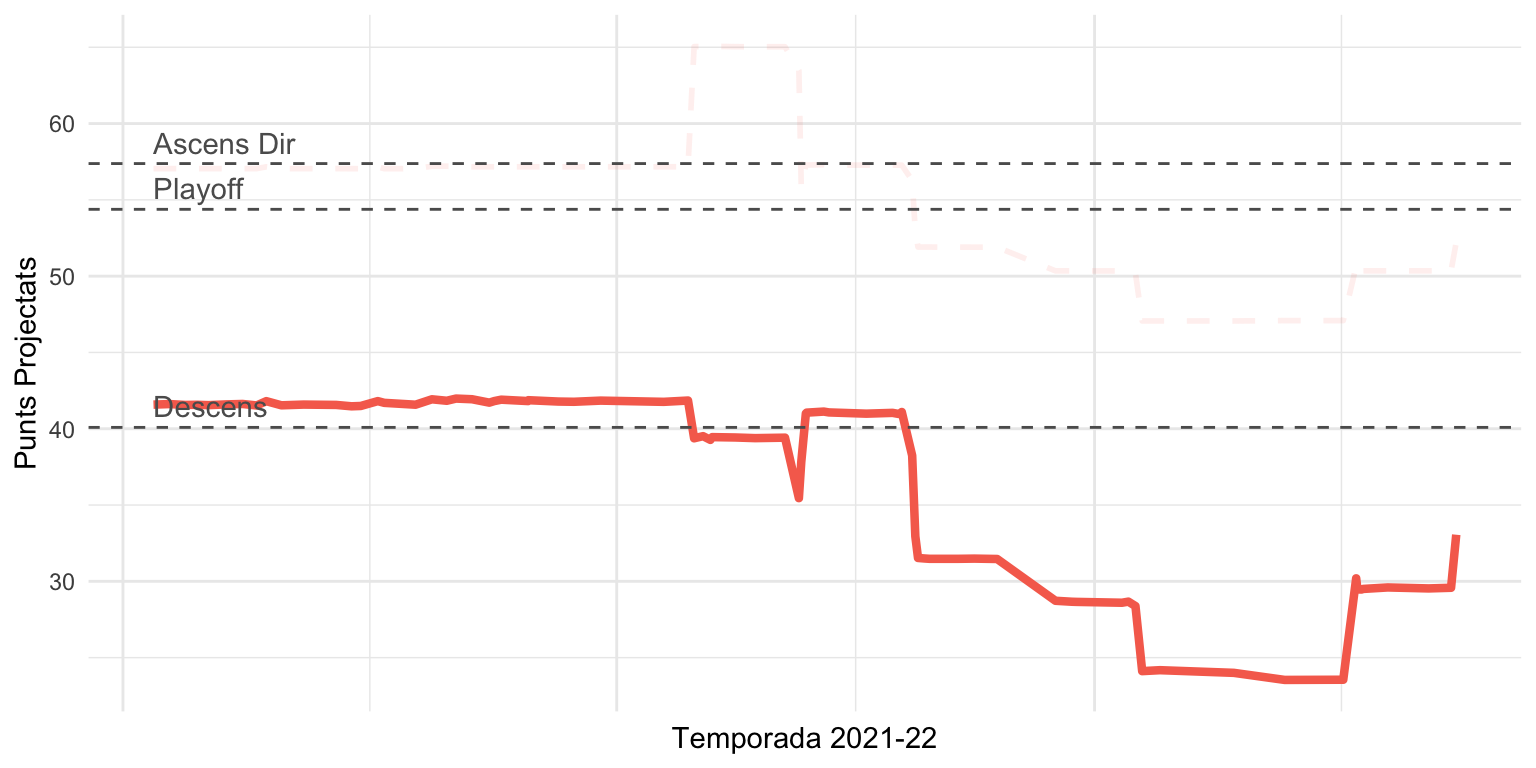 60
50
40
30
Punts Projectats
Ascens Dir
Playoff
Descens
Temporada 2021-22